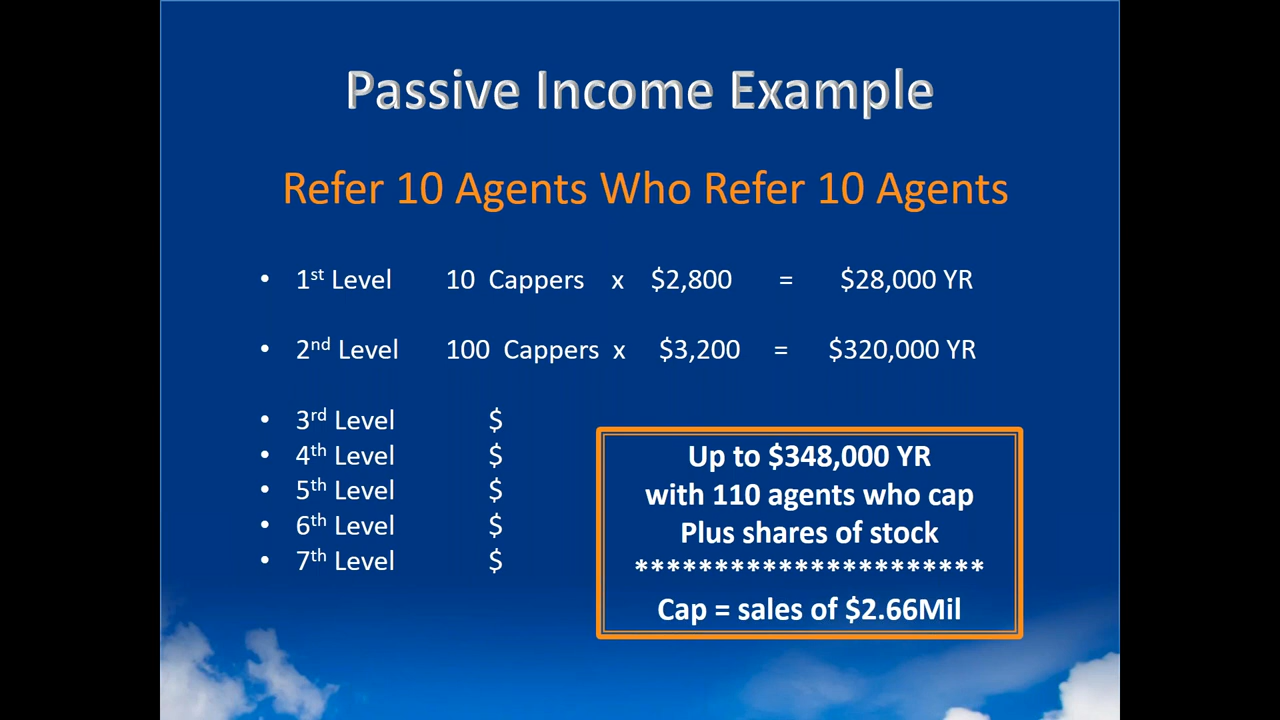 Passive Income Example
Refer 10 Agents Who Refer 10 Agents
• 1st Level 10 Cappers x $2,800 = $28,000 YR
• 2nd Level 100 Cappers x $3,200 = $320,000 YR
• 3rd Level $
• 4th Level $
• 5th Level $
• 6th Level $
• 7th Level $
Up to $348,000 YR
with 110 agents who cap
Plus shares of stock
**********************
Cap = sales of $2.66Mil